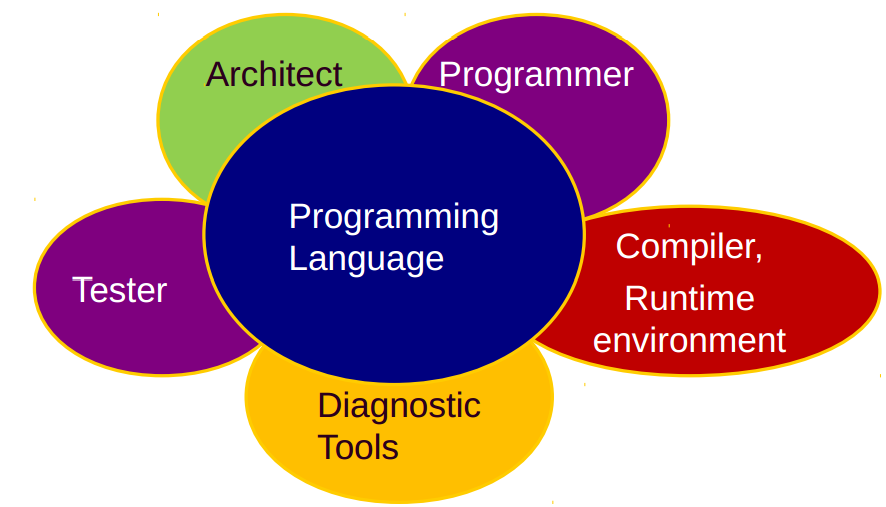 Architect
Programmer
Programming
Language
Tester
Compiler,
Runtime
environment
Diagnostic
Tools